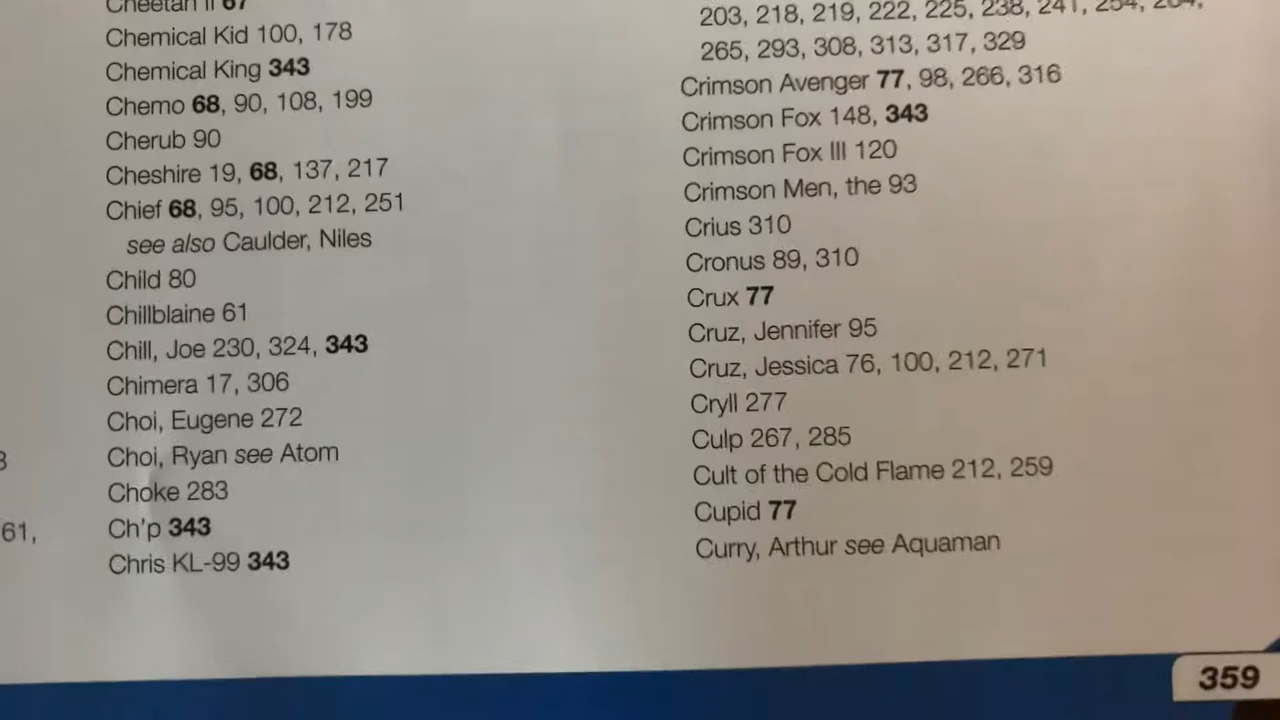 Cheetah II 67
Chemical Kid 100, 178
Chemical King 343
Chemo 68, 90, 108, 199
Cherub 90
Cheshire 19, 68, 137, 217
Chief 68, 95, 100, 212, 251
see also Caulder, Niles
Child 80
Chillblaine 61
Chill, Joe 230, 324, 343
Chimera 17, 306
Choi, Eugene 272
Choi, Ryan see Atom
Choke 283
Ch'p 343
Chris KL-99 343
61,
203, 218, 219, 222, 225, 238, 241, 254,
265, 293, 308, 313, 317, 329
Crimson Avenger 77, 98, 266, 316
Crimson Fox 148, 343
Crimson Fox III 120
Crimson Men, the 93
Crius 310
Cronus 89, 310
Crux 77
Cruz, Jennifer 95
Cruz, Jessica 76, 100, 212, 271
Cryll 277
Culp 267, 285
Cult of the Cold Flame 212, 259
Cupid 77
Curry, Arthur see Aquaman
359